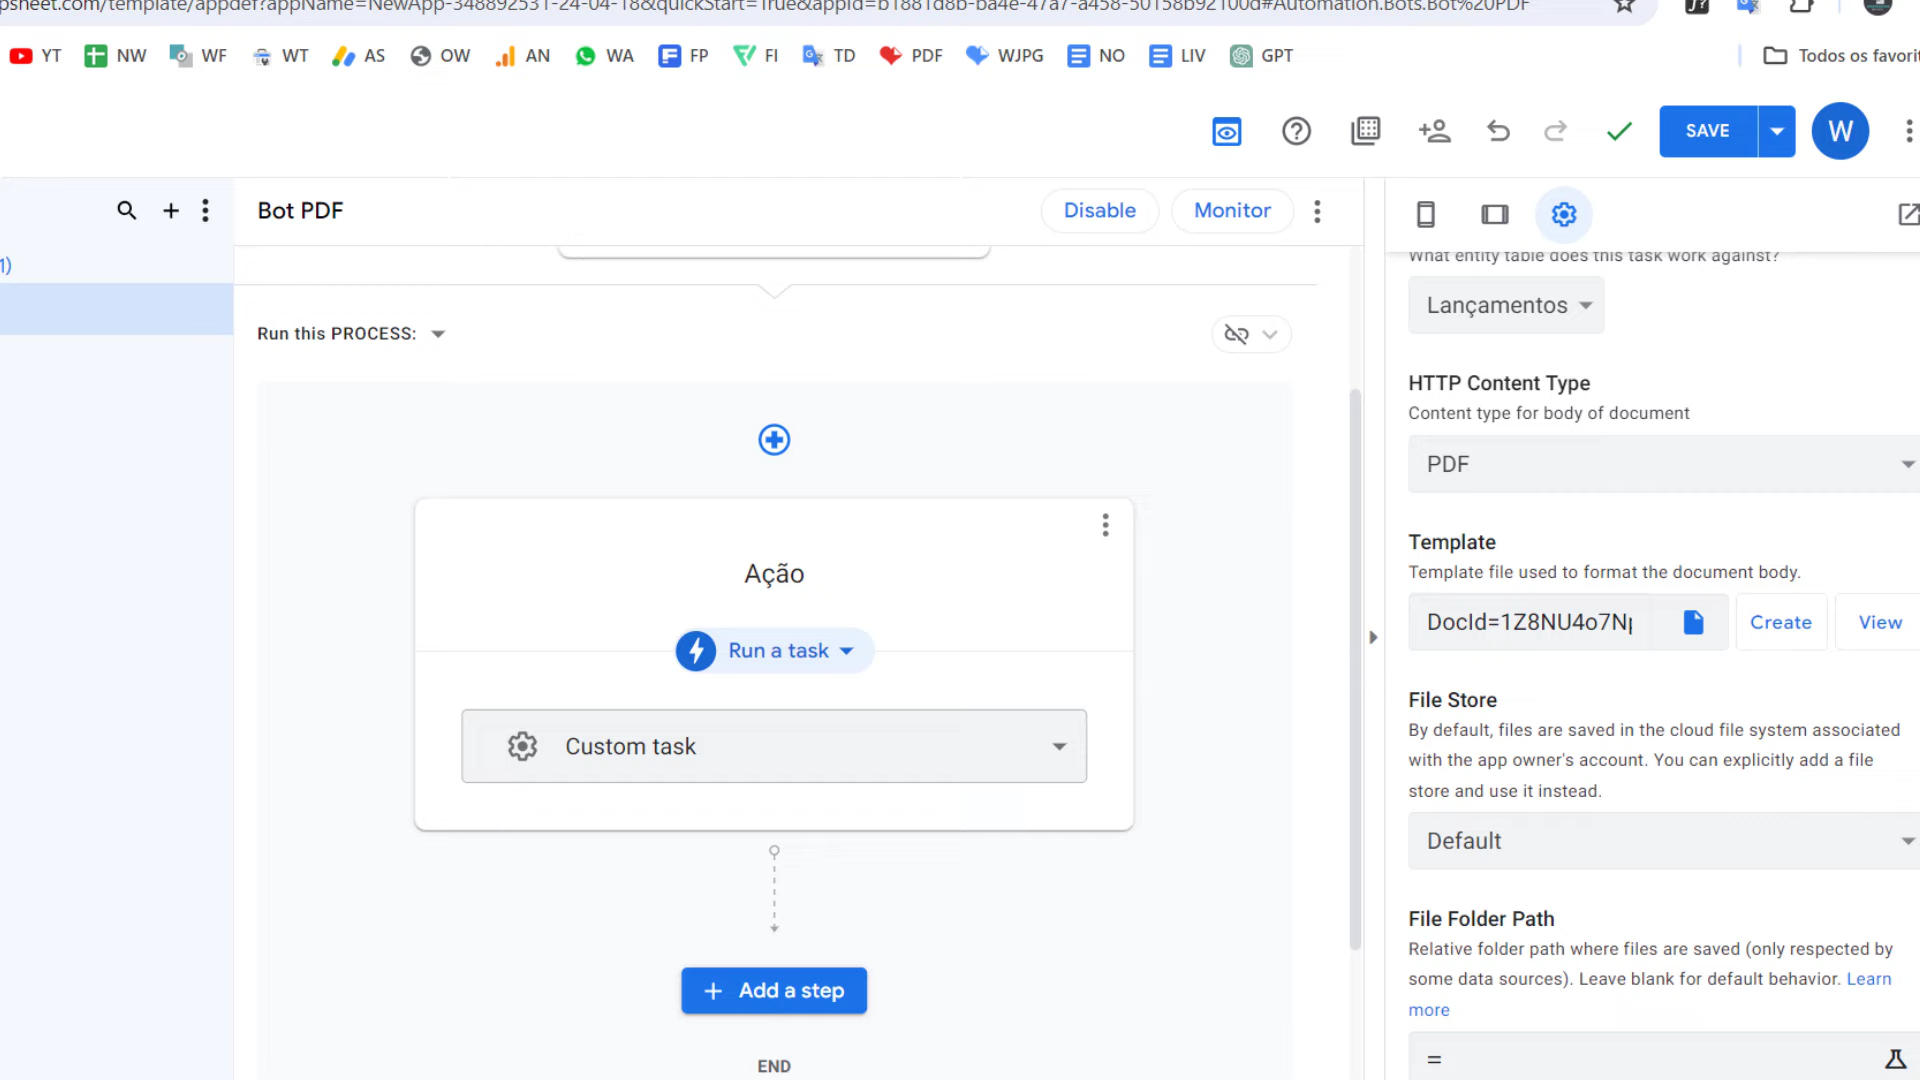 psheet.com/template/appdef?appName=NewApp-348892531-24-04-18&quickStart=True&appId=b1881d8b-ba4e-47a7-a458-50158b92100d#Automation.Bots.Bot%20PDF
YT NW WF WT AS OW AN WA FP FI TD PDF WJPG NO LIV GPT Todos os favorit
SAVE W
Bot PDF Disable Monitor
1)
What entity table does this task work against?
Lançamentos
Run this PROCESS:
HTTP Content Type
Content type for body of document
PDF
Ação
Template
Template file used to format the document body.
DocId=1Z8NU4o7Np Create View
Run a task
File Store
By default, files are saved in the cloud file system associated
with the app owner's account. You can explicitly add a file
store and use it instead.
Custom task
Default
File Folder Path
Relative folder path where files are saved (only respected by
some data sources). Leave blank for default behavior. Learn
more
Add a step
=
END